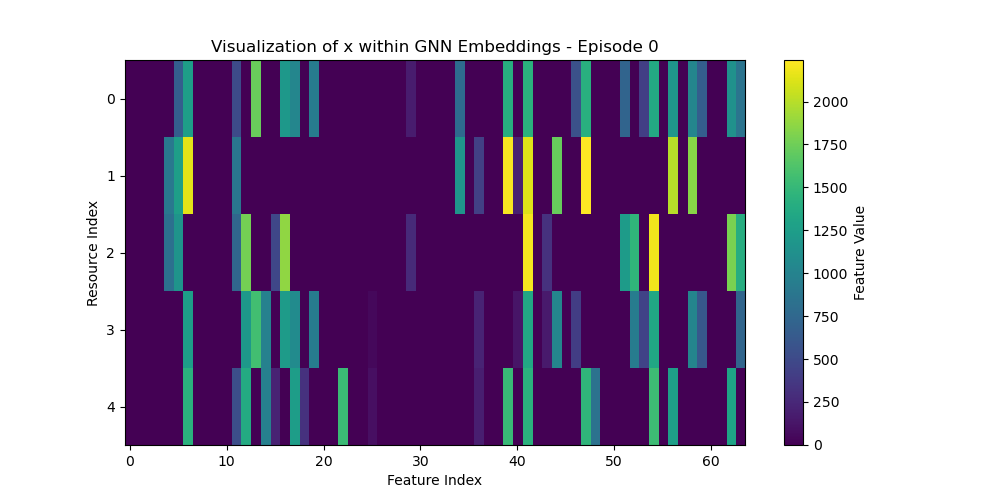 Visualization of x within GNN Embeddings - Episode 0
Resource Index
0
1
2
3
4
0 10 20 30 40 50 60
Feature Index
2000
1750
1500
1250
1000
750
500
250
0
Feature Value